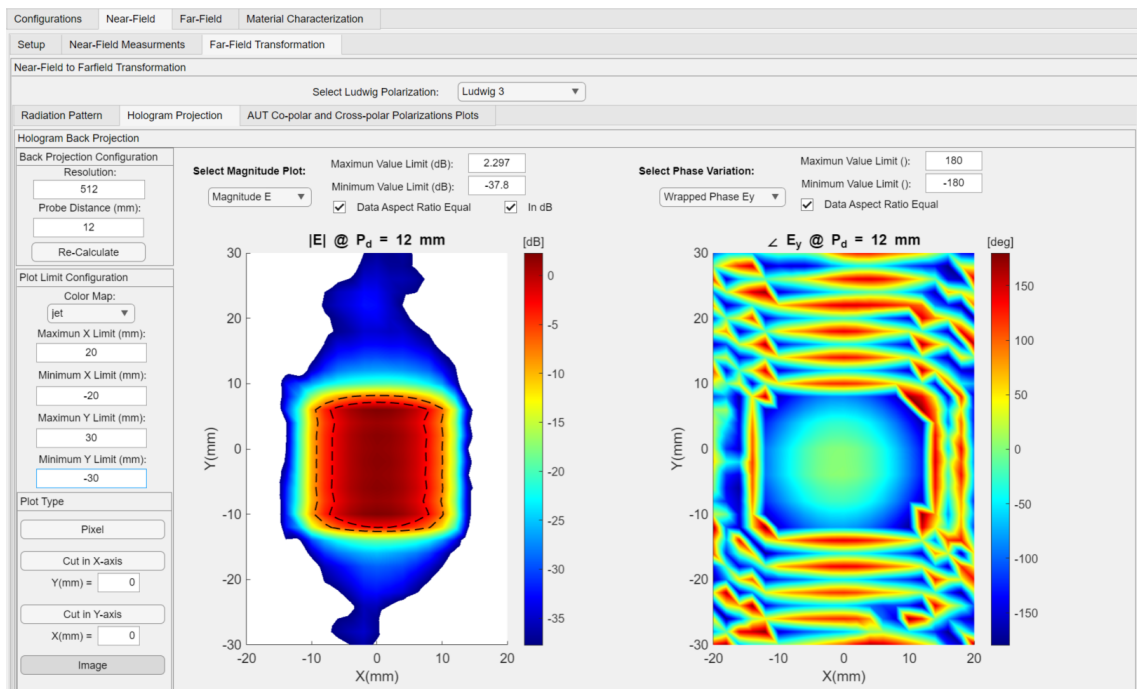 Configurations Near-Field Far-Field Material Characterization
Setup Near-Field Measurments Far-Field Transformation
Near-Field to Farfield Transformation
Select Ludwig Polarization: Ludwig 3
Radiation Pattern Hologram Projection AUT Co-polar and Cross-polar Polarizations Plots
Hologram Back Projection
Back Projection Configuration
Resolution:
512
Probe Distance (mm):
12
Re-Calculate
Plot Limit Configuration
Color Map:
jet
Maximun X Limit (mm):
20
Minimum X Limit (mm):
-20
Maximun Y Limit (mm):
30
Minimum Y Limit (mm):
-30
Plot Type
Pixel
Cut in X-axis
Y(mm) = 0
Cut in Y-axis
X(mm) = 0
Image
Select Magnitude Plot:
Magnitude E
Maximun Value Limit (dB): 2.297
Minimum Value Limit (dB): -37.8
Data Aspect Ratio Equal In dB
|E| @ Pd = 12 mm
[dB]
30
20
10
0
-10
-20
-30
Y(mm)
-20 -10 0 10 20
X(mm)
0
-5
-10
-15
-20
-25
-30
-35
Select Phase Variation:
Wrapped Phase Ey
Maximun Value Limit (): 180
Minimum Value Limit (): -180
Data Aspect Ratio Equal
∠ Ey @ Pd = 12 mm
[deg]
30
20
10
0
-10
-20
-30
Y(mm)
-20 -10 0 10 20
X(mm)
150
100
50
0
-50
-100
-150